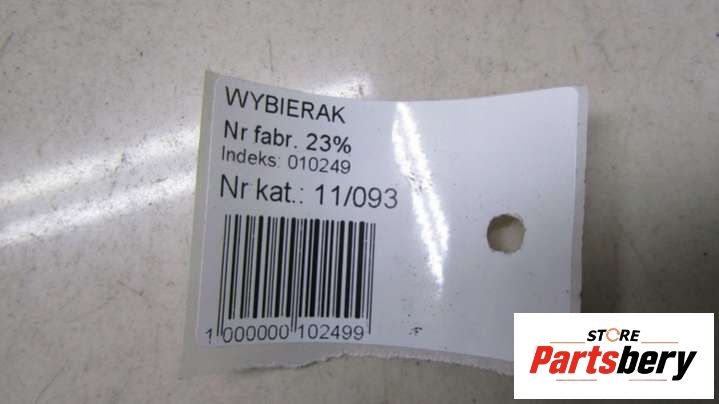 WYBIERAK
Nr fabr. 23%
Indeks: 010249
Nr kat.: 11/093
1 000000 102499
STORE
Partsbery